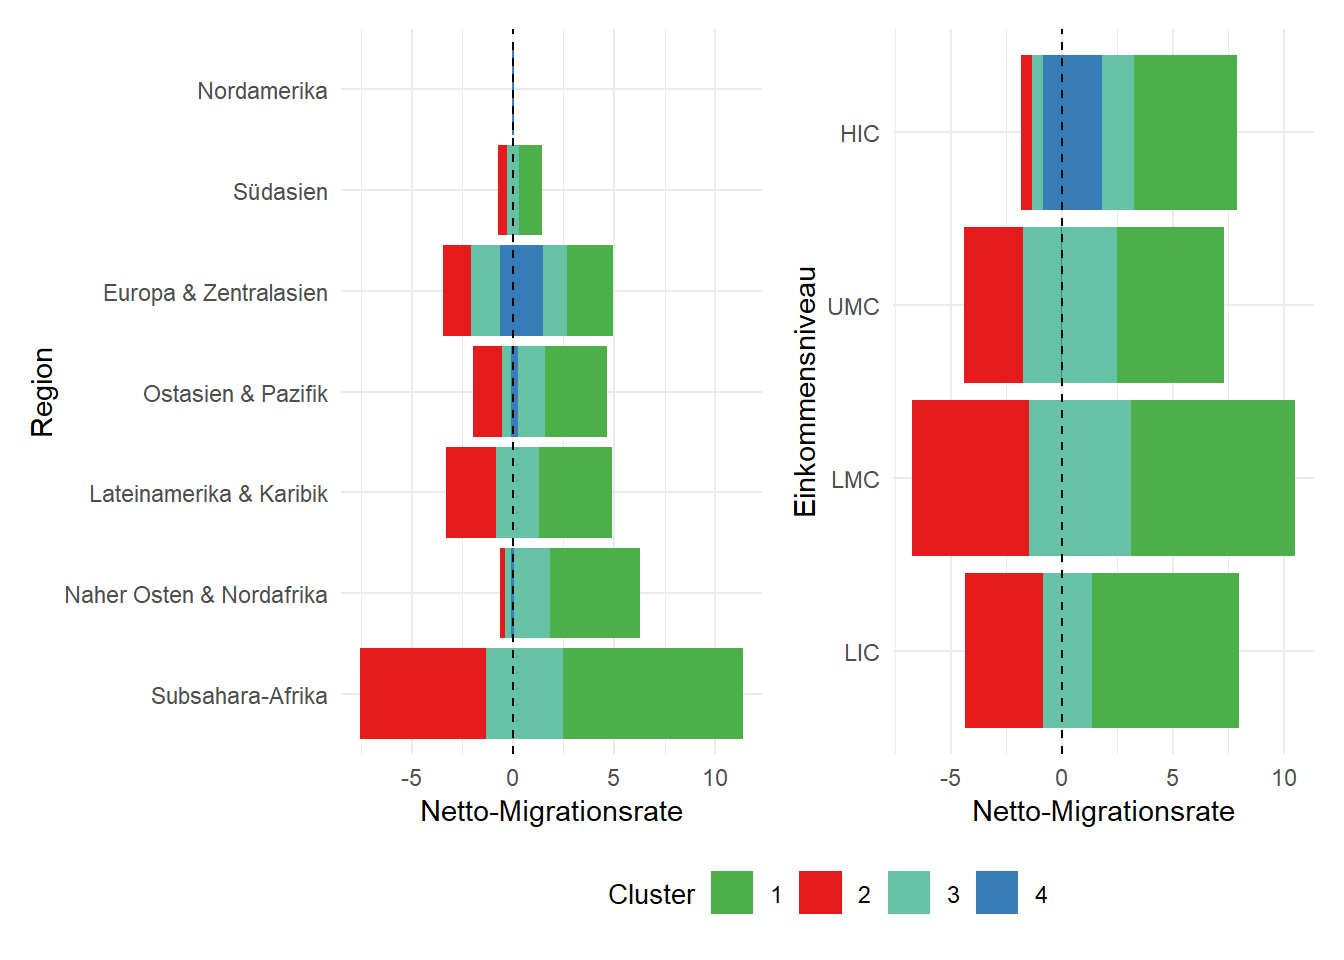 Region
Nordamerika
Südasien
Europa & Zentralasien
Ostasien & Pazifik
Lateinamerika & Karibik
Naher Osten & Nordafrika
Subsahara-Afrika
-5 0 5 10
Netto-Migrationsrate
Einkommensniveau
HIC
UMC
LMC
LIC
-5 0 5 10
Netto-Migrationsrate
Cluster 1 2 3 4